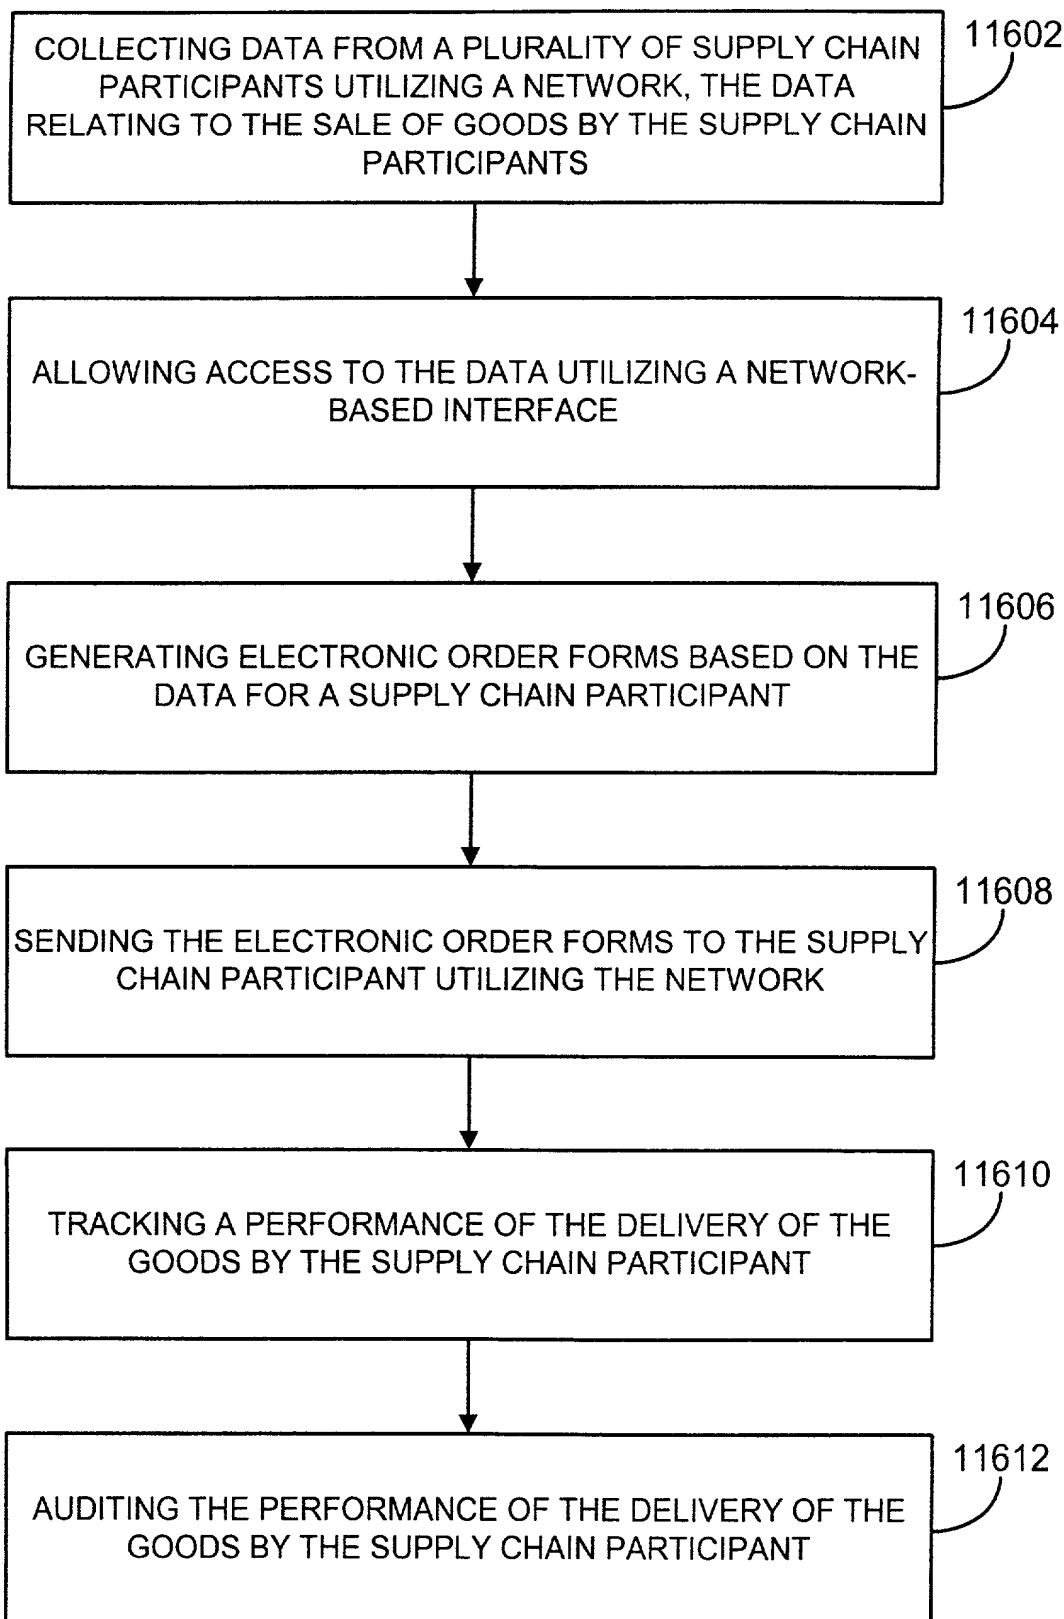 COLLECTING DATA FROM A PLURALITY OF SUPPLY CHAIN
PARTICIPANTS UTILIZING A NETWORK, THE DATA
RELATING TO THE SALE OF GOODS BY THE SUPPLY CHAIN
PARTICIPANTS
11602
ALLOWING ACCESS TO THE DATA UTILIZING A NETWORK-
BASED INTERFACE
11604
GENERATING ELECTRONIC ORDER FORMS BASED ON THE
DATA FOR A SUPPLY CHAIN PARTICIPANT
11606
SENDING THE ELECTRONIC ORDER FORMS TO THE SUPPLY
CHAIN PARTICIPANT UTILIZING THE NETWORK
11608
TRACKING A PERFORMANCE OF THE DELIVERY OF THE
GOODS BY THE SUPPLY CHAIN PARTICIPANT
11610
AUDITING THE PERFORMANCE OF THE DELIVERY OF THE
GOODS BY THE SUPPLY CHAIN PARTICIPANT
11612